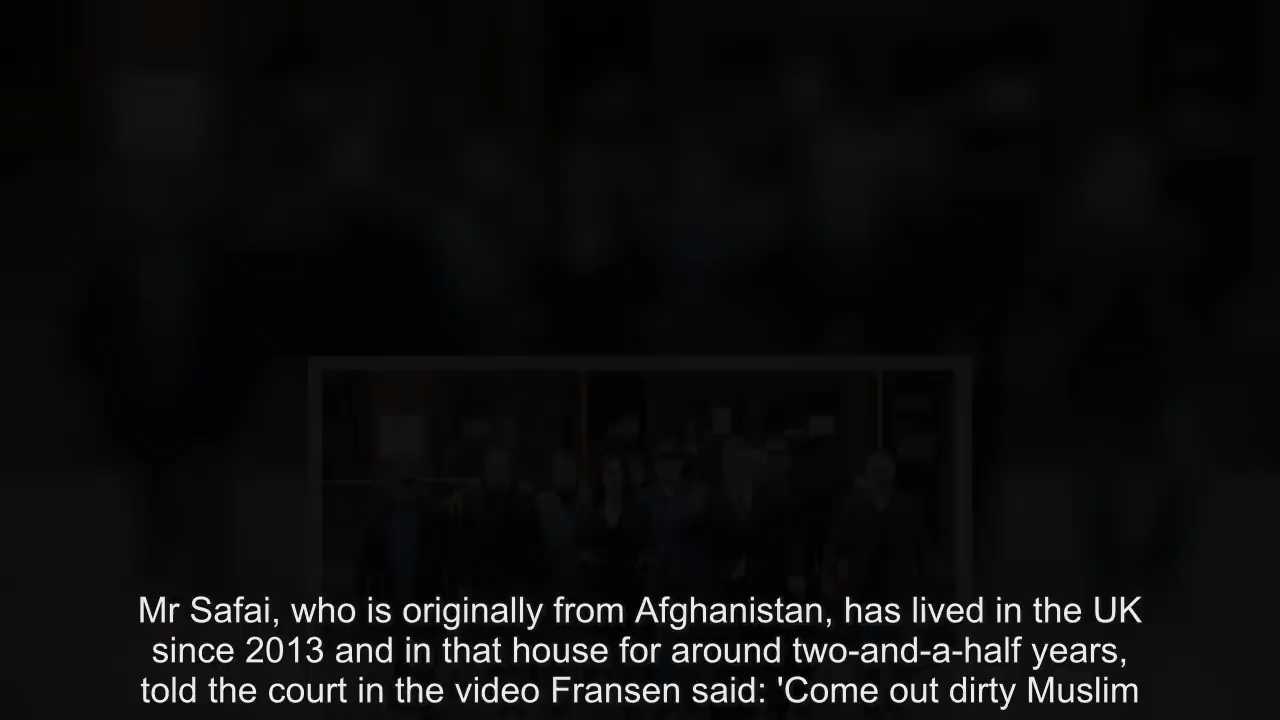 Mr Safai, who is originally from Afghanistan, has lived in the UK
since 2013 and in that house for around two-and-a-half years,
told the court in the video Fransen said: 'Come out dirty Muslim